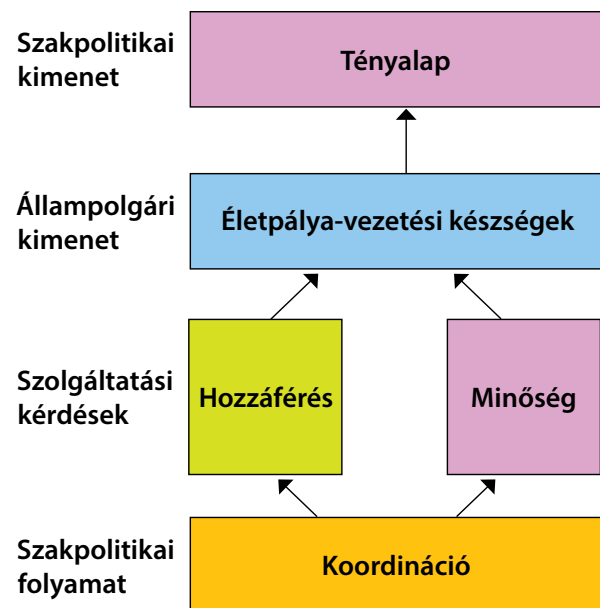 Szakpolitikai
kimenet
Tényalap
Állampolgári
kimenet
Életpálya-vezetési készségek
Szolgáltatási
kérdések
Hozzáférés
Minőség
Szakpolitikai
folyamat
Koordináció